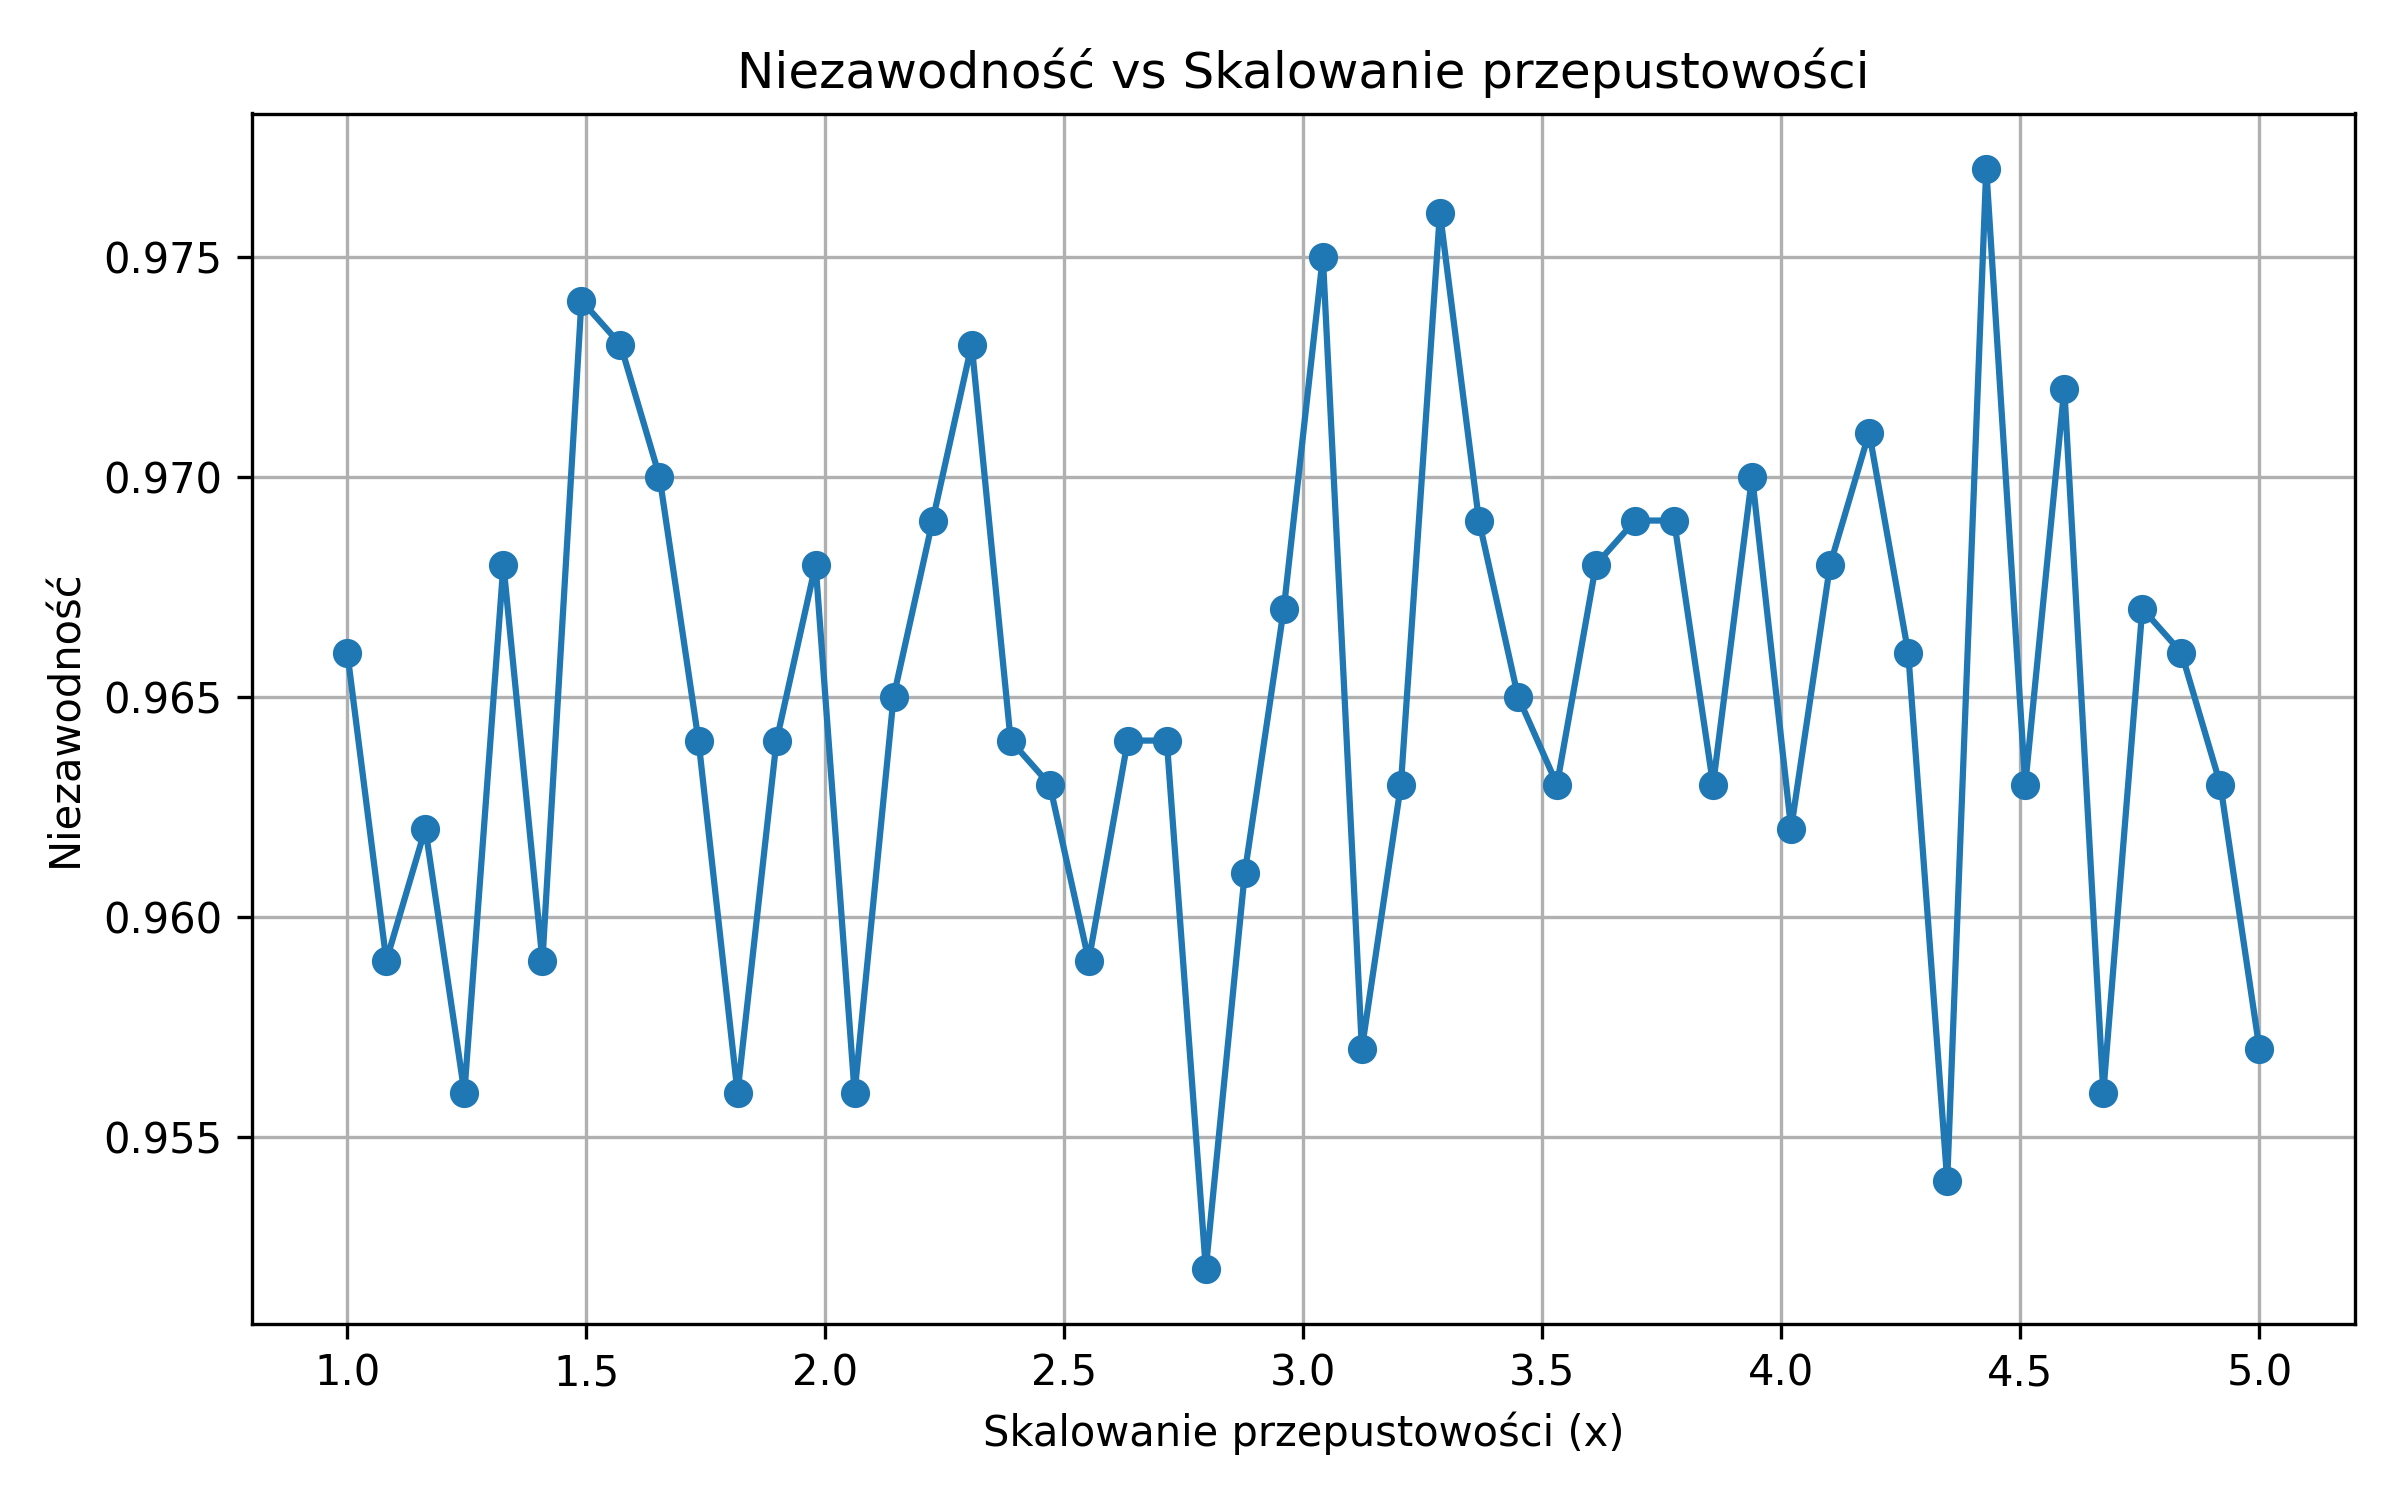 Niezawodność vs Skalowanie przepustowości
Niezawodność
0.975
0.970
0.965
0.960
0.955
1.0 1.5 2.0 2.5 3.0 3.5 4.0 4.5 5.0
Skalowanie przepustowości (x)